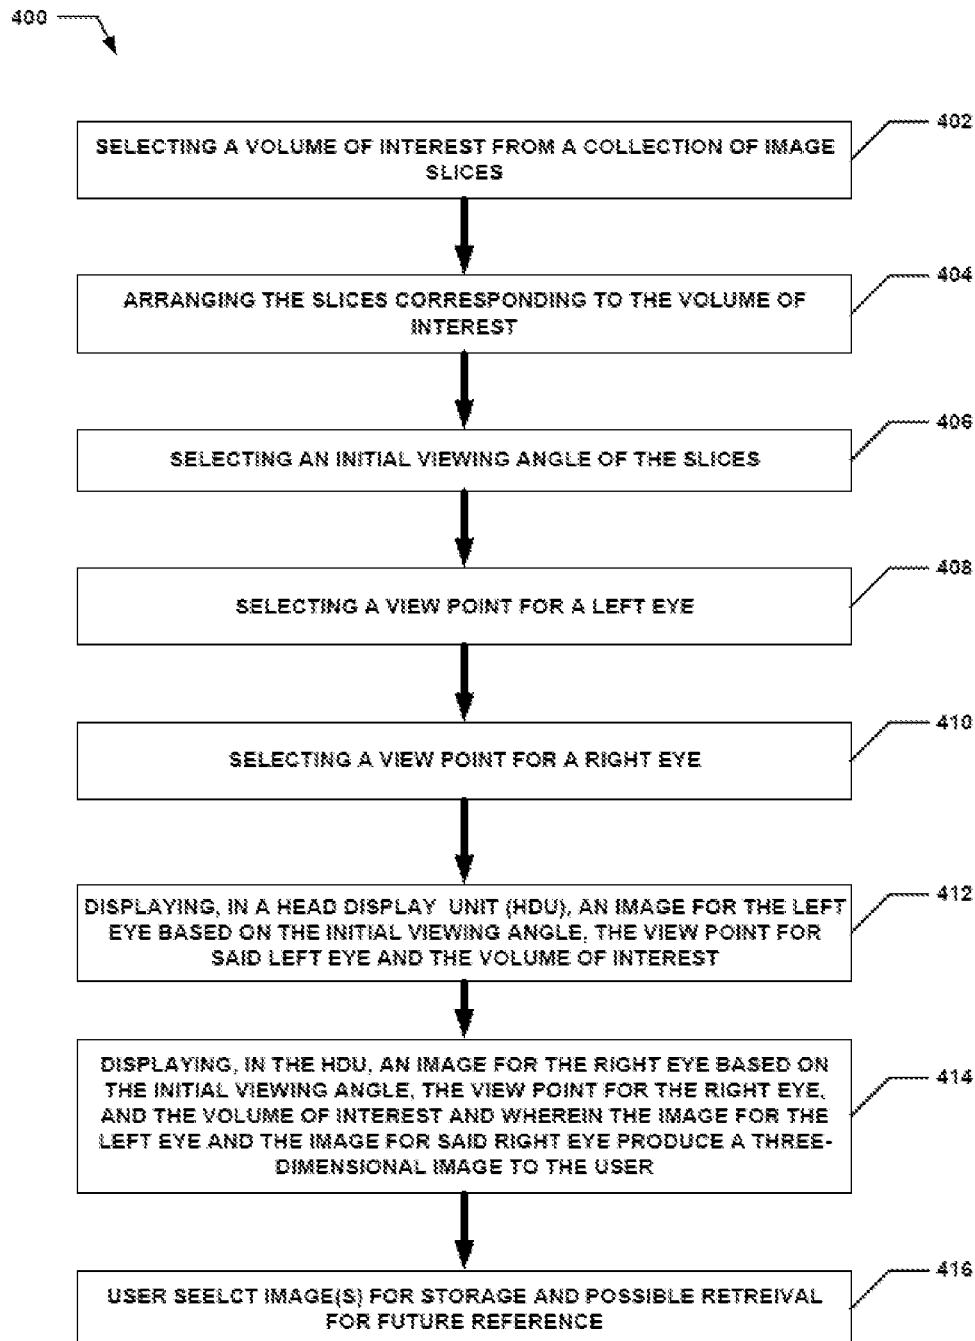 400
402
SELECTING A VOLUME OF INTEREST FROM A COLLECTION OF IMAGE
SLICES
404
ARRANGING THE SLICES CORRESPONDING TO THE VOLUME OF
INTEREST
406
SELECTING AN INITIAL VIEWING ANGLE OF THE SLICES
408
SELECTING A VIEW POINT FOR A LEFT EYE
410
SELECTING A VIEW POINT FOR A RIGHT EYE
412
DISPLAYING, IN A HEAD DISPLAY UNIT (HDU), AN IMAGE FOR THE LEFT
EYE BASED ON THE INITIAL VIEWING ANGLE, THE VIEW POINT FOR
SAID LEFT EYE AND THE VOLUME OF INTEREST
414
DISPLAYING, IN THE HDU, AN IMAGE FOR THE RIGHT EYE BASED ON
THE INITIAL VIEWING ANGLE, THE VIEW POINT FOR THE RIGHT EYE,
AND THE VOLUME OF INTEREST AND WHEREIN THE IMAGE FOR THE
LEFT EYE AND THE IMAGE FOR SAID RIGHT EYE PRODUCE A THREE-
DIMENSIONAL IMAGE TO THE USER
416
USER SEELCT IMAGE(S) FOR STORAGE AND POSSIBLE RETREIVAL
FOR FUTURE REFERENCE